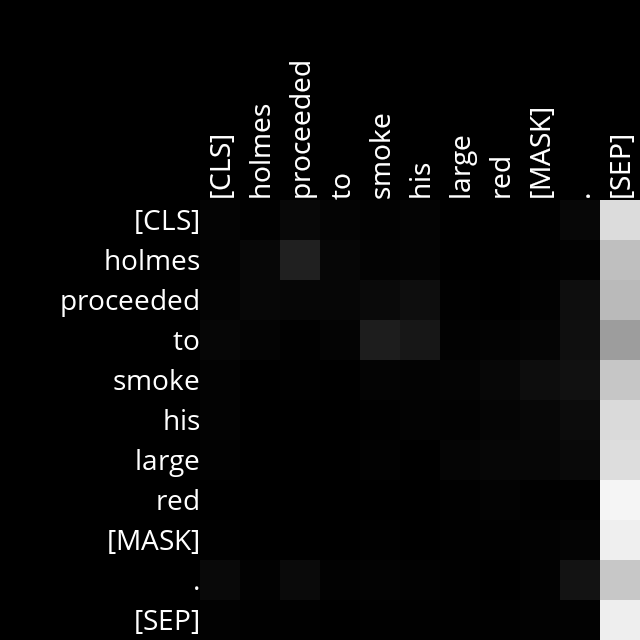 [CLS] holmes proceeded to smoke his large red [MASK] . [SEP]
[CLS]
holmes
proceeded
to
smoke
his
large
red
[MASK]
.
[SEP]